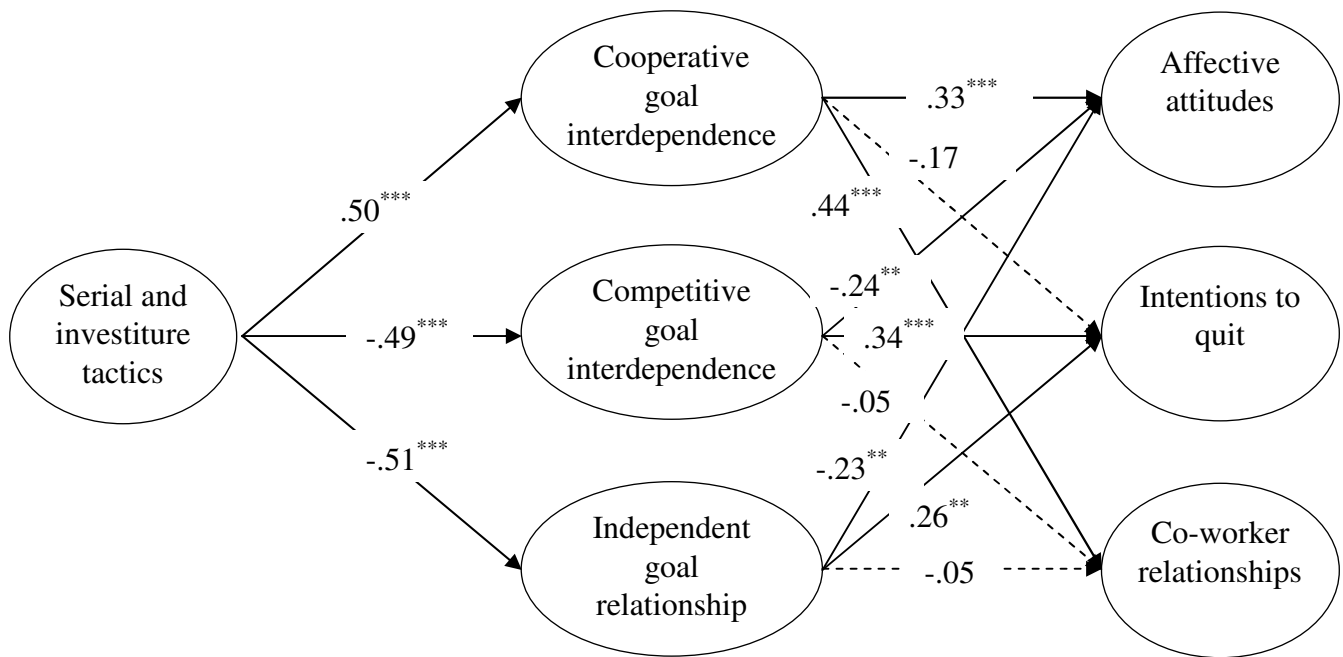 Cooperative
goal
interdependence
Affective
attitudes
.33***
-.17
.50***
.44***
Serial and
investiture
tactics
Competitive
goal
interdependence
Intentions to
quit
-.24**
-.49***
.34***
-.05
-.51***
-.23**
.26**
Independent
goal
relationship
-.05
Co-worker
relationships